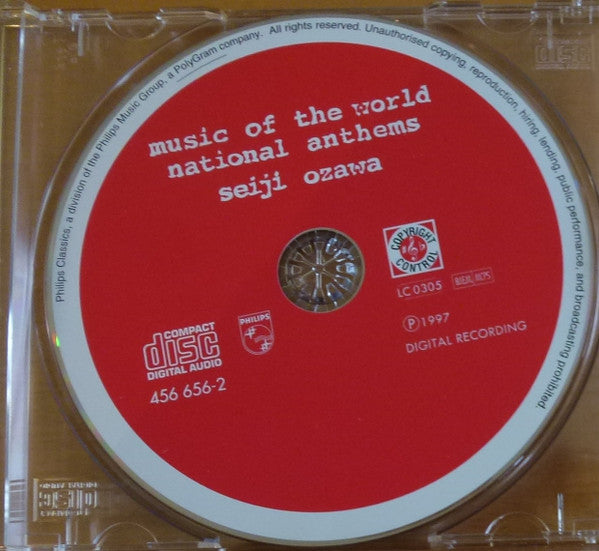 Philips Classics, a division of the Philips Music Group, a PolyGram company. All rights reserved. Unauthorised copying, reproduction, hiring, lending, public performance, and broadcasting prohibited.
music of the world
national anthems
seiji ozawa
COPYRIGHT
CONTROL
LC 0305
BIEM/
PHILIPS
COMPACT
disc
DIGITAL AUDIO
456 656-2
Ⓟ1997
DIGITAL RECORDING
disc